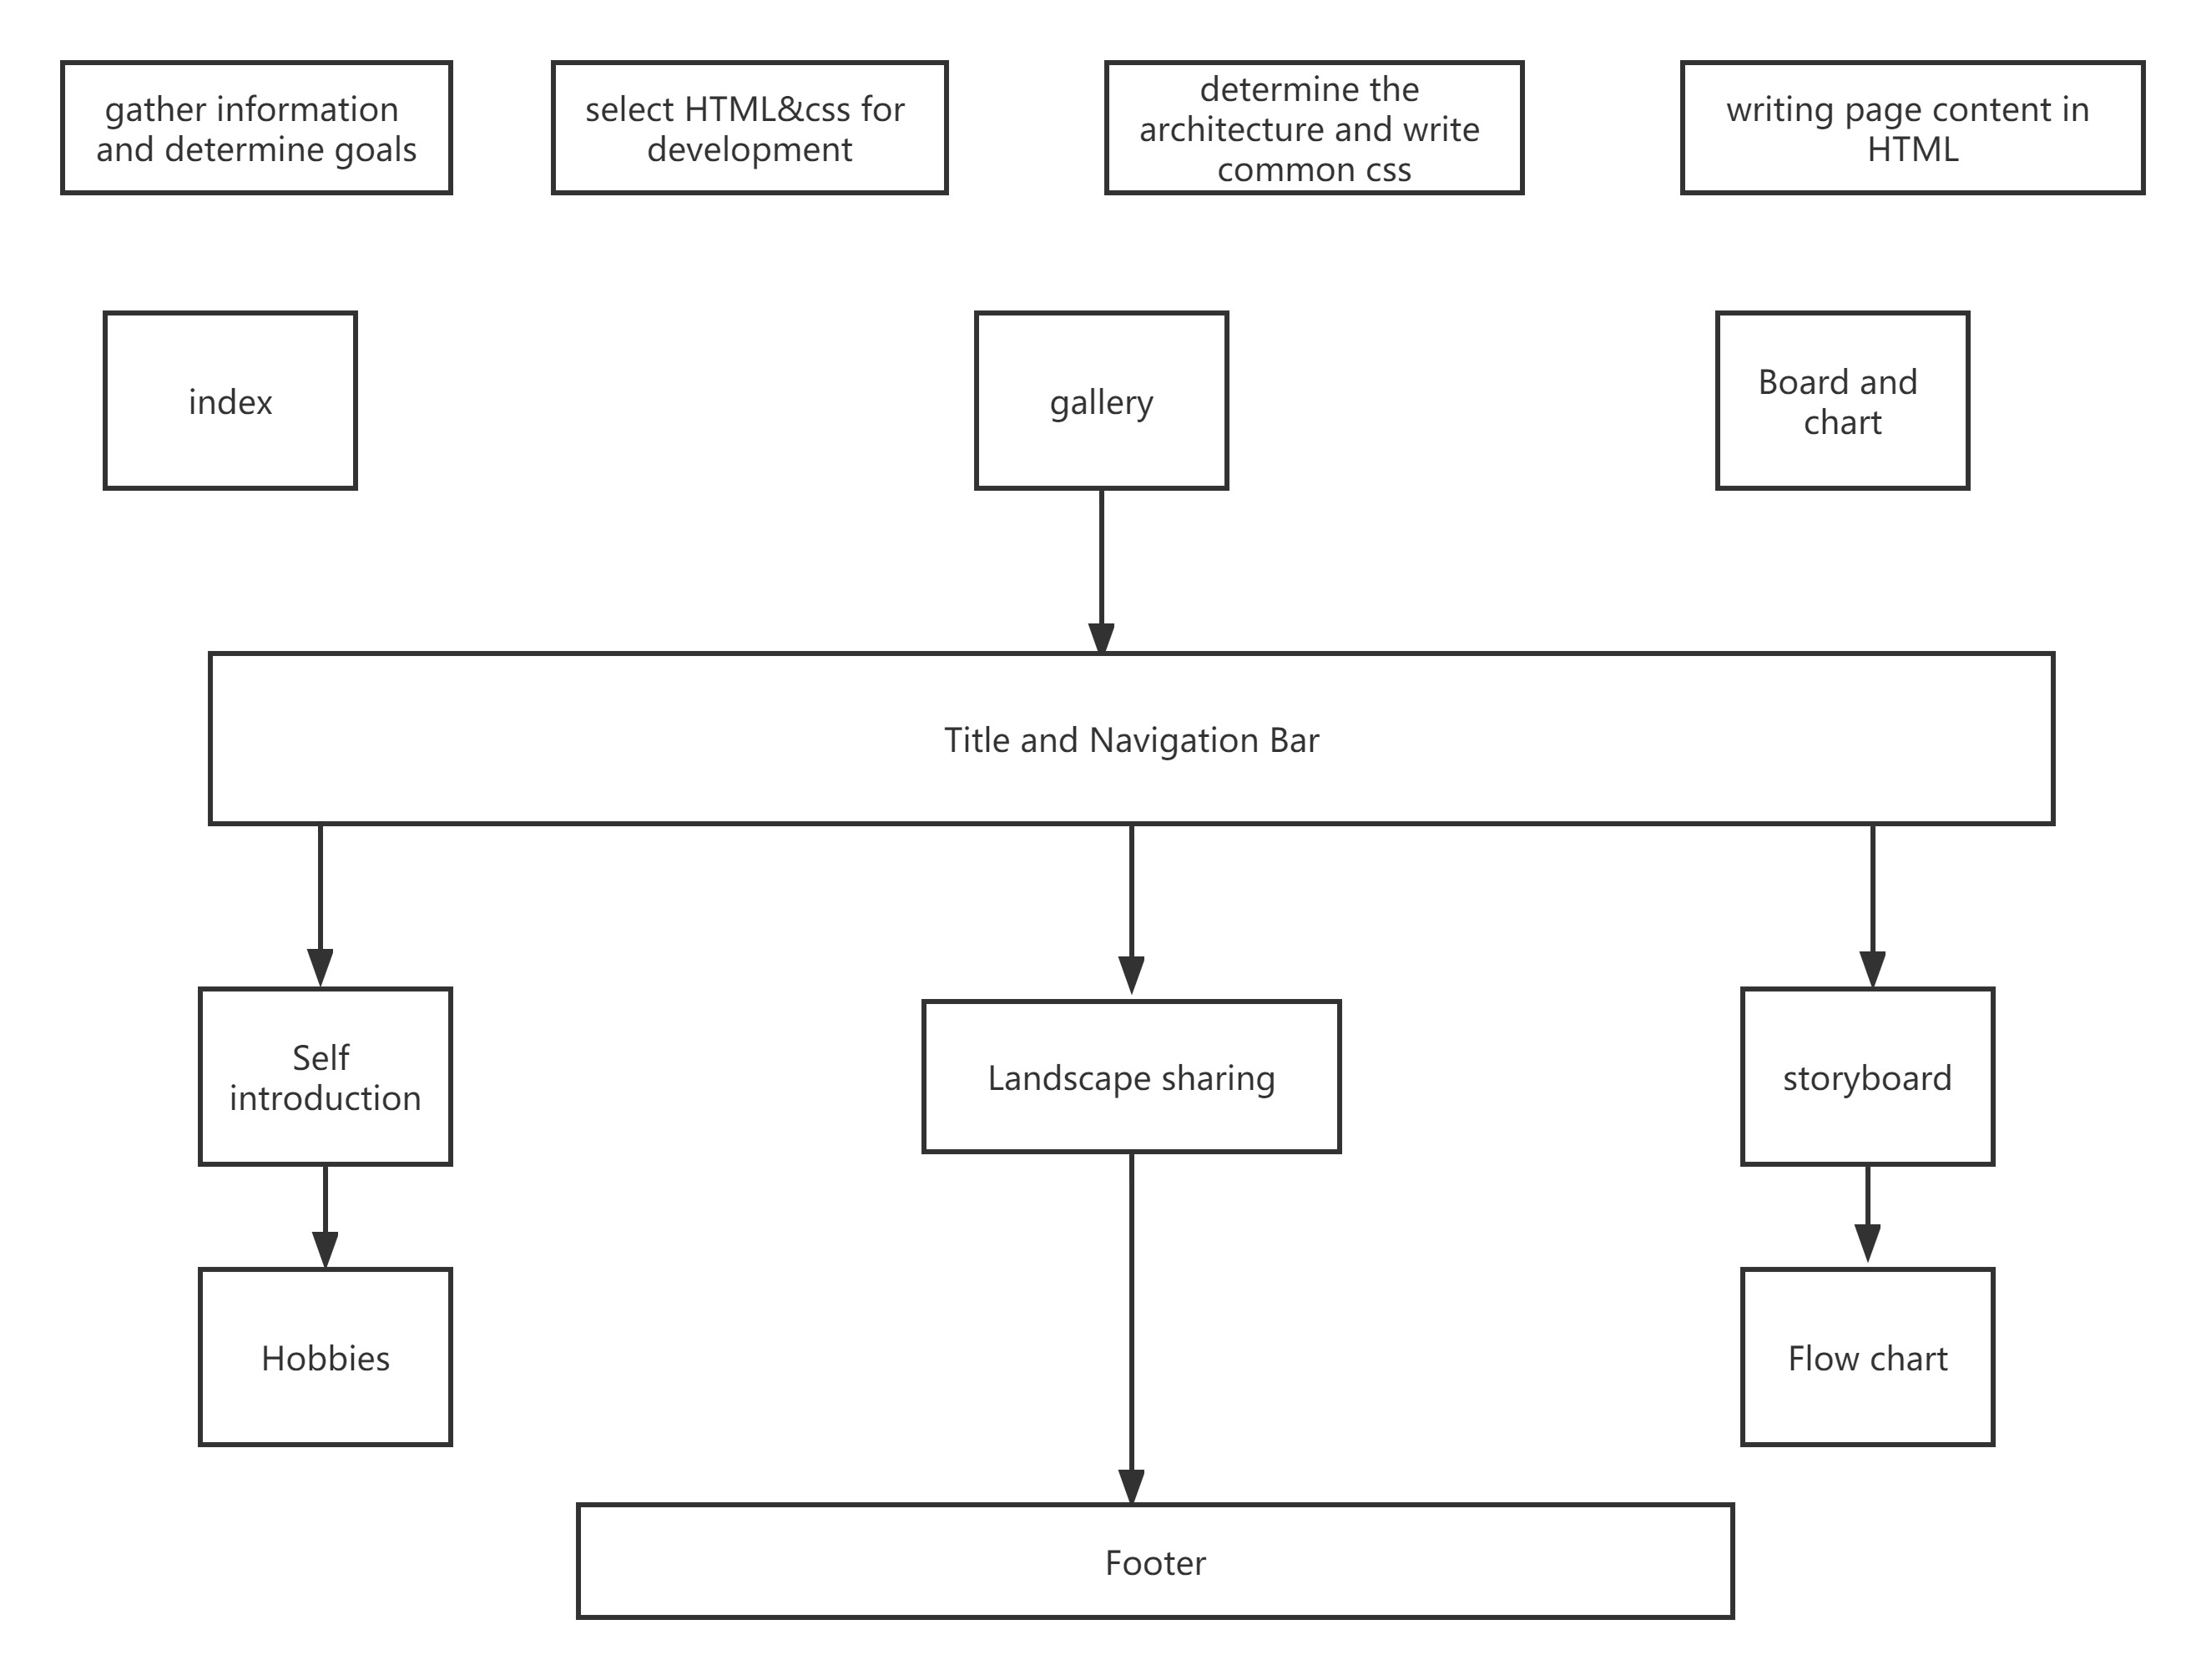 gather information
and determine goals
select HTML&css for
development
determine the
architecture and write
common css
writing page content in
HTML
index
gallery
Board and
chart
Title and Navigation Bar
Self
introduction
Landscape sharing
storyboard
Hobbies
Flow chart
Footer